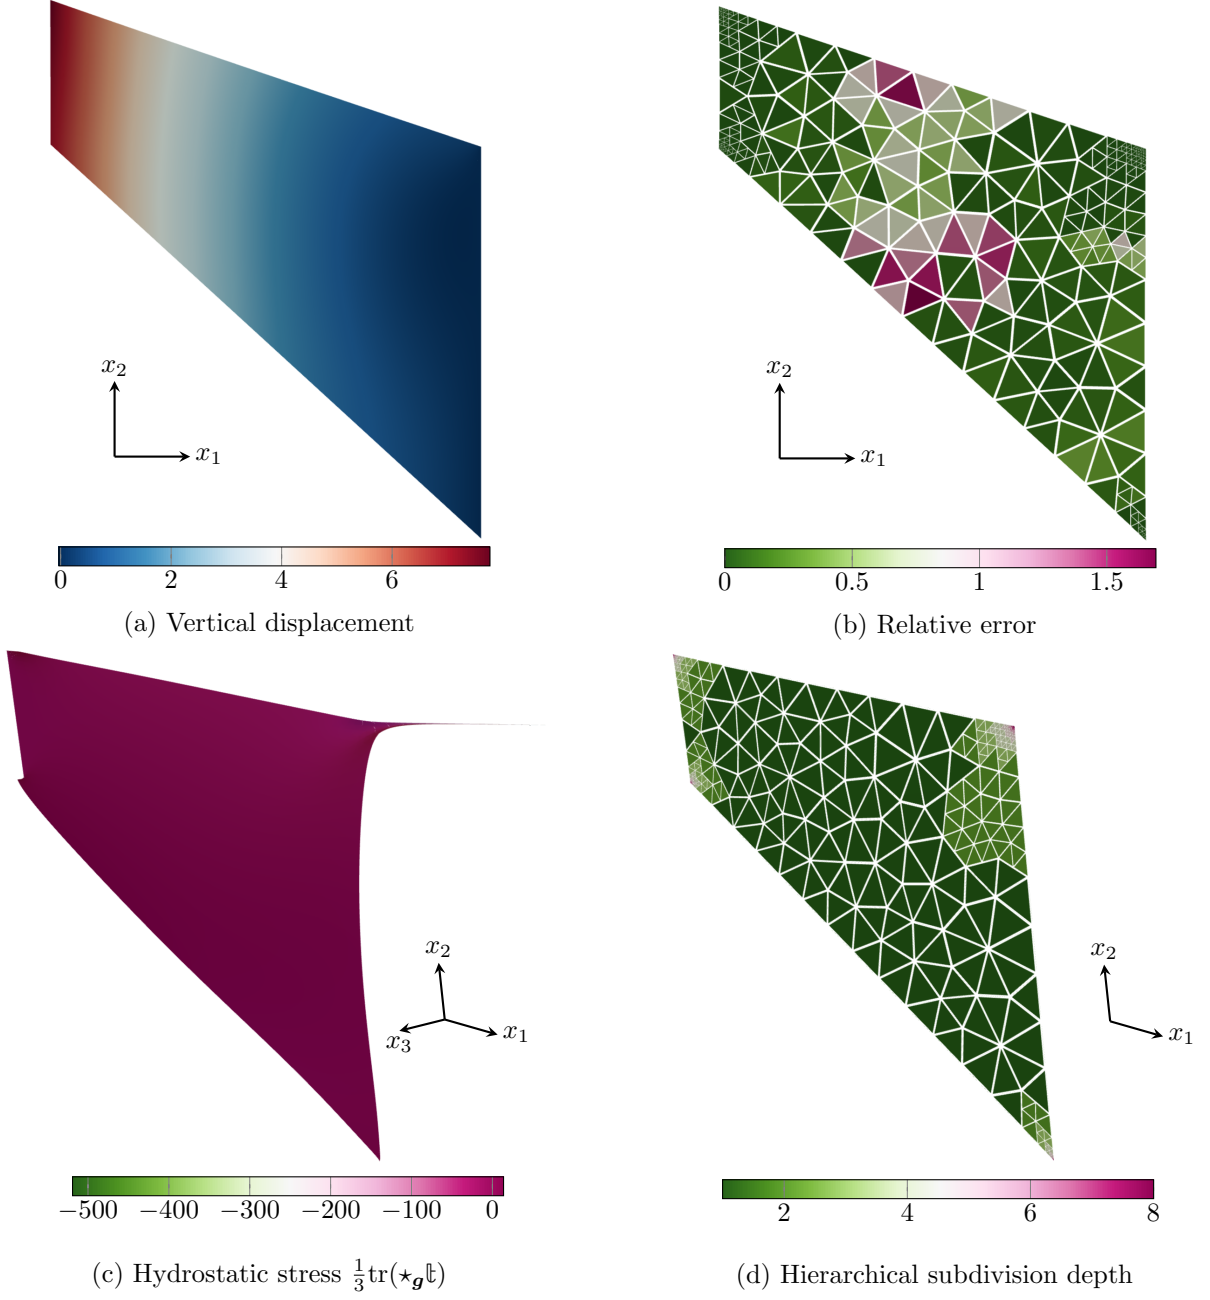 x₂
x₁
0 2 4 6
(a) Vertical displacement
x₂
x₁
0 0.5 1 1.5
(b) Relative error
x₂
x₃
x₁
−500 −400 −300 −200 −100 0
(c) Hydrostatic stress ⅓tr(⋆𝒈𝕥)
x₂
x₁
2 4 6 8
(d) Hierarchical subdivision depth